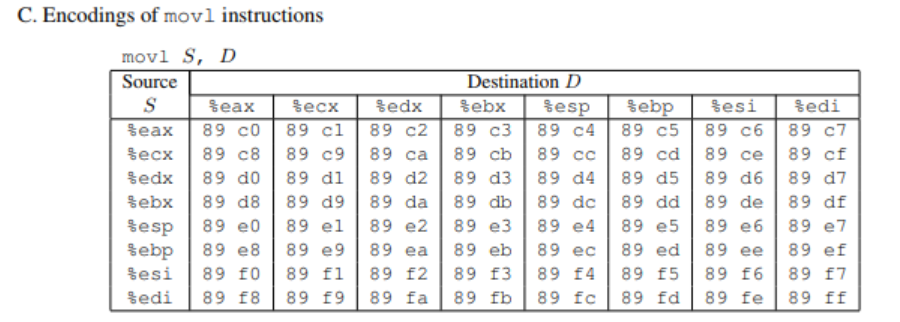 C. Encodings of movl instructions
movl S, D
Source Destination D
S %eax %ecx %edx %ebx %esp %ebp %esi %edi
%eax 89 c0 89 c1 89 c2 89 c3 89 c4 89 c5 89 c6 89 c7
%ecx 89 c8 89 c9 89 ca 89 cb 89 cc 89 cd 89 ce 89 cf
%edx 89 d0 89 d1 89 d2 89 d3 89 d4 89 d5 89 d6 89 d7
%ebx 89 d8 89 d9 89 da 89 db 89 dc 89 dd 89 de 89 df
%esp 89 e0 89 e1 89 e2 89 e3 89 e4 89 e5 89 e6 89 e7
%ebp 89 e8 89 e9 89 ea 89 eb 89 ec 89 ed 89 ee 89 ef
%esi 89 f0 89 f1 89 f2 89 f3 89 f4 89 f5 89 f6 89 f7
%edi 89 f8 89 f9 89 fa 89 fb 89 fc 89 fd 89 fe 89 ff